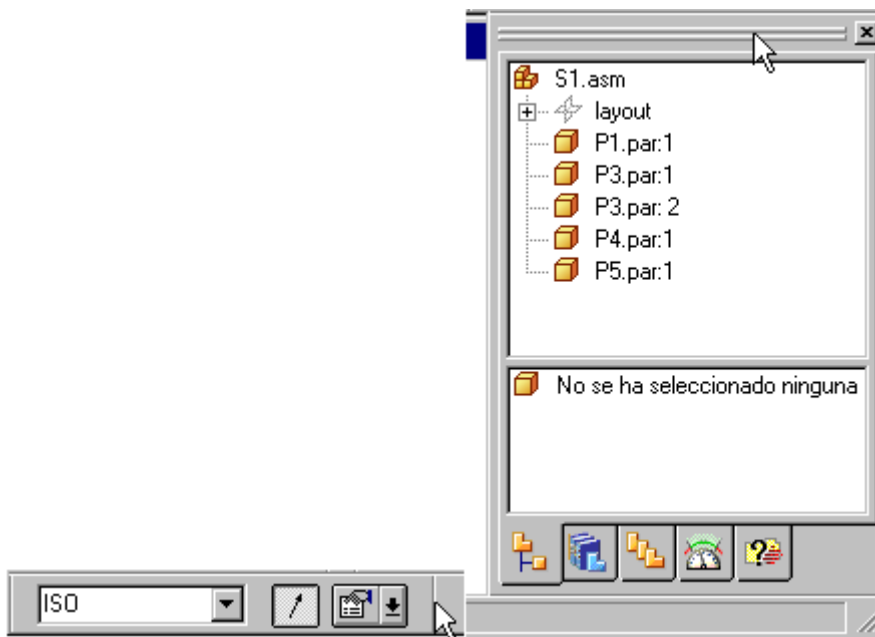 S1.asm
layout
P1.par:1
P3.par:1
P3.par: 2
P4.par:1
P5.par:1
No se ha seleccionado ninguna
ISO